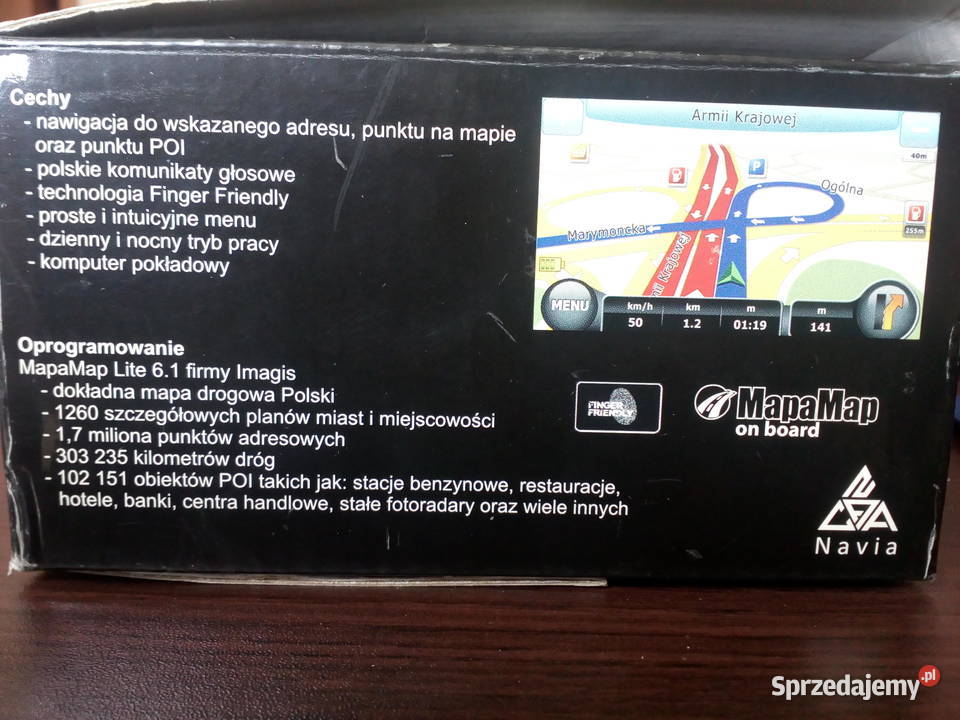 Cechy
- nawigacja do wskazanego adresu, punktu na mapie
oraz punktu POI
- polskie komunikaty głosowe
- technologia Finger Friendly
- proste i intuicyjne menu
- dzienny i nocny tryb pracy
- komputer pokładowy
Armii Krajowej
40m
P
Ogólna
255m
Marymoncka
mii Krajowej
MENU
km/h
km
m
m
50
1.2
01:19
141
Oprogramowanie
MapaMap Lite 6.1 firmy Imagis
- dokładna mapa drogowa Polski
- 1260 szczegółowych planów miast i miejscowości
- 1,7 miliona punktów adresowych
- 303 235 kilometrów dróg
- 102 151 obiektów POI takich jak: stacje benzynowe, restauracje,
hotele, banki, centra handlowe, stałe fotoradary oraz wiele innych
FINGER
FRIENDLY
MapaMap
on board
Navia
Sprzedajemy.pl